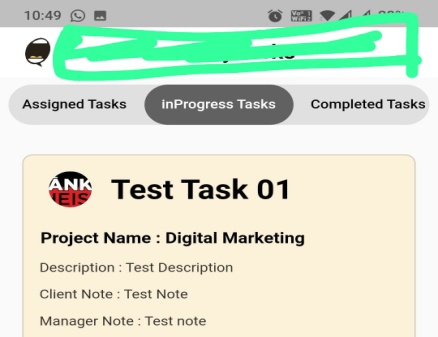 10:49
Assigned Tasks inProgress Tasks Completed Tasks
Test Task 01
Project Name : Digital Marketing
Description : Test Description
Client Note : Test Note
Manager Note : Test note